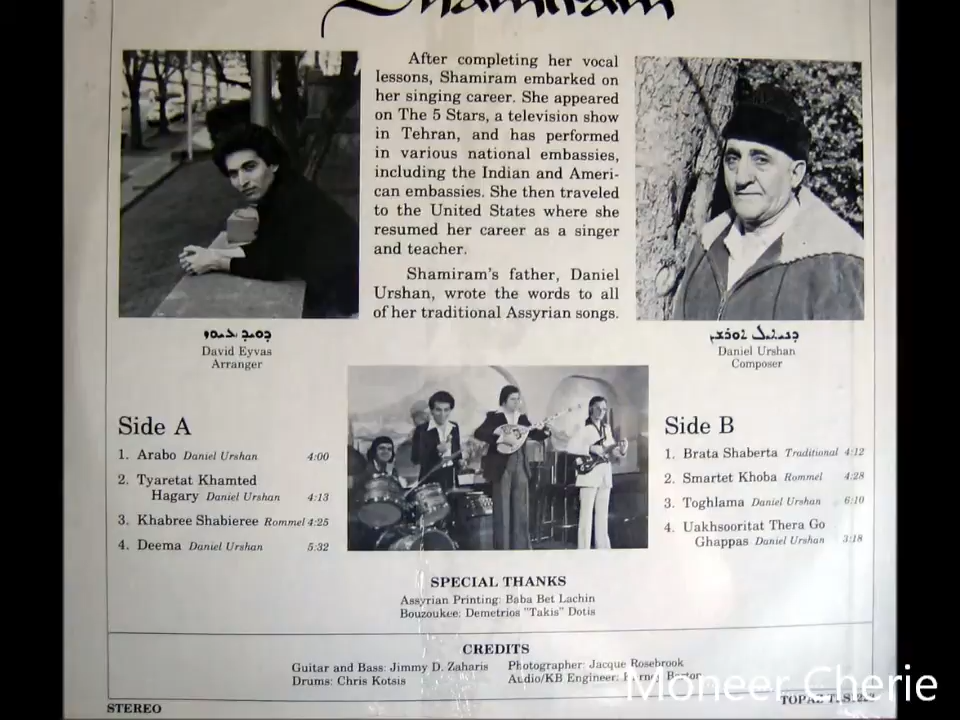 Shamiram
After completing her vocal
lessons, Shamiram embarked on
her singing career. She appeared
on The 5 Stars, a television show
in Tehran, and has performed
in various national embassies,
including the Indian and Ameri-
can embassies. She then traveled
to the United States where she
resumed her career as a singer
and teacher.
Shamiram's father, Daniel
Urshan, wrote the words to all
of her traditional Assyrian songs.
David Eyvas
Arranger
Daniel Urshan
Composer
Side A
1. Arabo Daniel Urshan 4:00
2. Tyaretat Khamted
Hagary Daniel Urshan 4:13
3. Khabree Shabieree Rommel 4:25
4. Deema Daniel Urshan 5:32
Side B
1. Brata Shaberta Traditional 4:12
2. Smartet Khoba Rommel 4:28
3. Toghlama Daniel Urshan 6:10
4. Uakhsooritat Thera Go
Ghappas Daniel Urshan 3:18
SPECIAL THANKS
Assyrian Printing: Baba Bet Lachin
Bouzoukee: Demetrios "Takis" Dotis
CREDITS
Guitar and Bass: Jimmy D. Zaharis
Drums: Chris Kotsis
Photographer: Jacque Rosebrook
Audio/KB Engineer:
Moneer Cherie
STEREO
TOPAZ